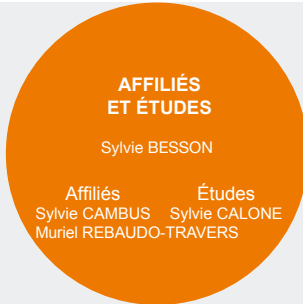 AFFILIÉS
ET ÉTUDES
Sylvie BESSON
Affiliés Études
Sylvie CAMBUS Sylvie CALONE
Muriel REBAUDO-TRAVERS